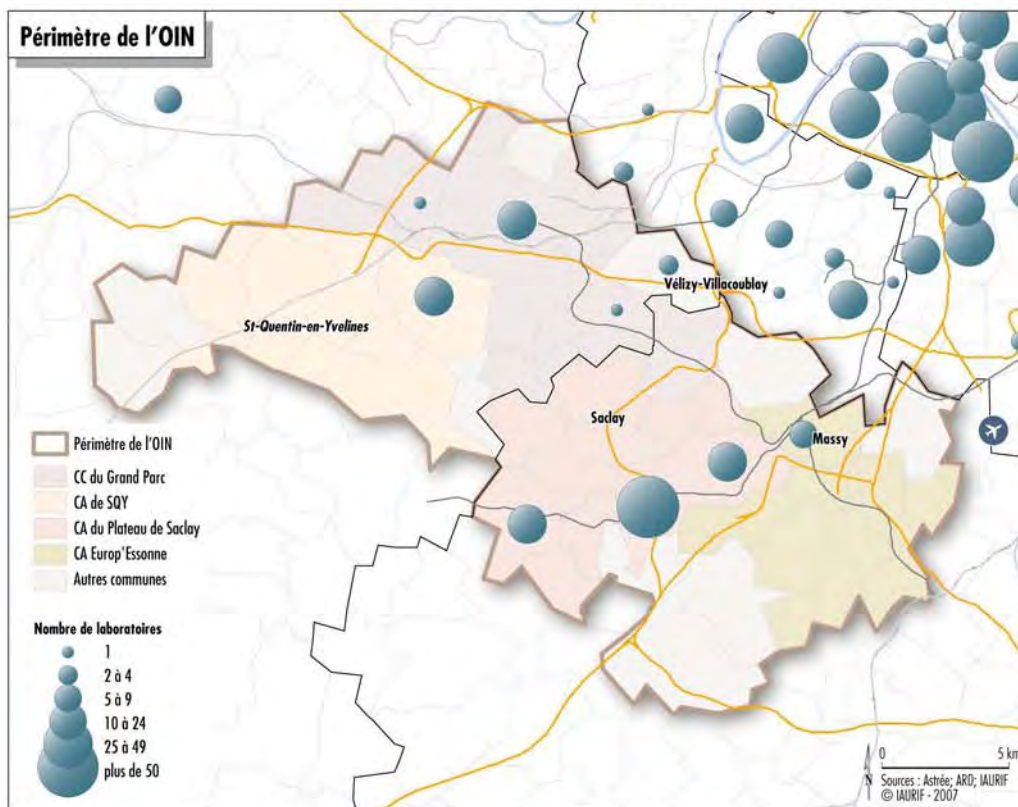 Périmètre de l'OIN
Vélizy-Villacoublay
St-Quentin-en-Yvelines
Saclay
Massy
Périmètre de l'OIN
CC du Grand Parc
CA de SQY
CA du Plateau de Saclay
CA Europ'Essonne
Autres communes
Nombre de laboratoires
1
2 à 4
5 à 9
10 à 24
25 à 49
plus de 50
0 5 km
N
Sources : Astrée; ARD; IAURIF
© IAURIF - 2007